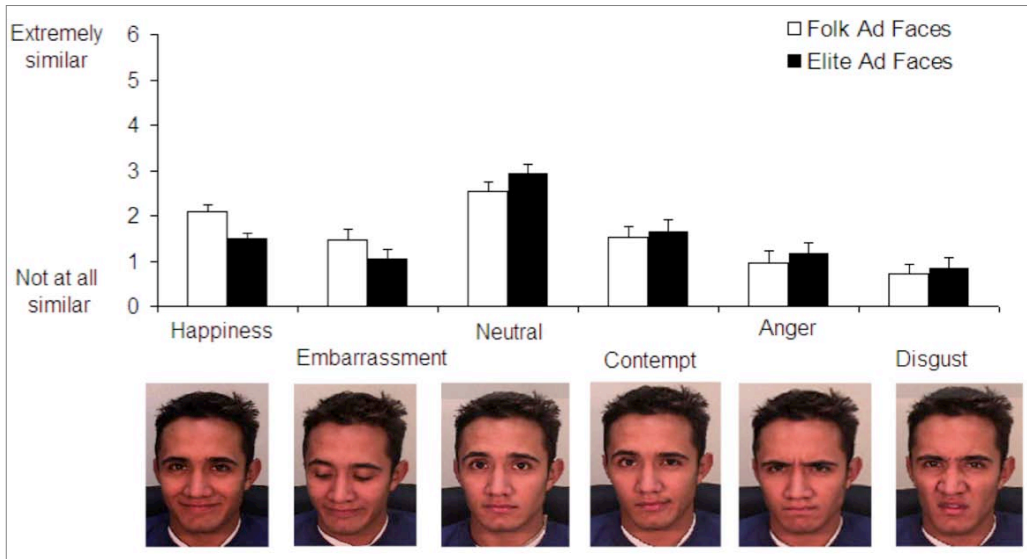 Extremely
similar
6
5
4
3
2
1
0
Not at all
similar
Folk Ad Faces
Elite Ad Faces
Happiness
Neutral
Anger
Embarrassment
Contempt
Disgust